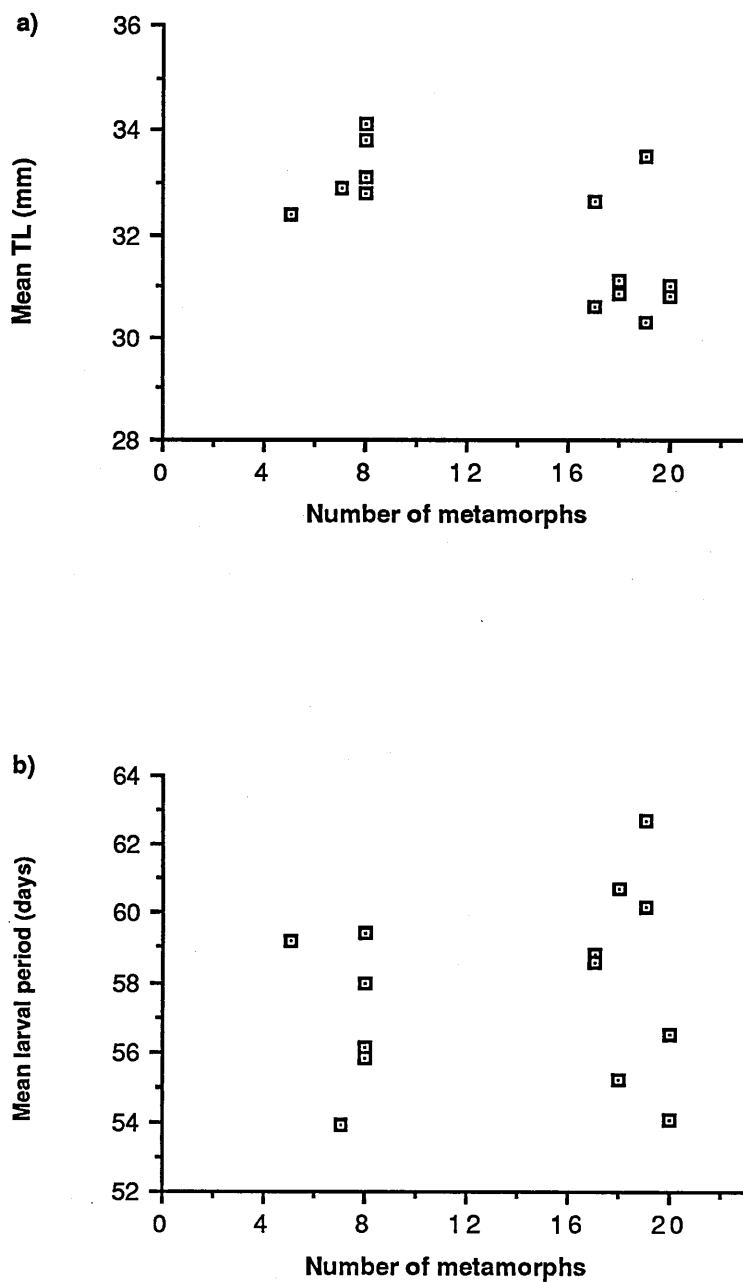 a)
Mean TL (mm)
36
34
32
30
28
0 4 8 12 16 20
Number of metamorphs
b)
Mean larval period (days)
64
62
60
58
56
54
52
0 4 8 12 16 20
Number of metamorphs